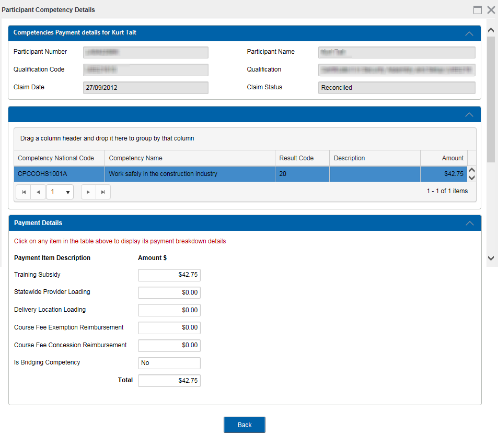 Participant Competency Details
Competencies Payment details for Kurt Tait
Participant Number
Participant Name
Qualification Code
Qualification
Claim Date 27/09/2012
Claim Status Reconciled
Drag a column header and drop it here to group by that column
Competency National Code Competency Name Result Code Description Amount
CPCCOHS1001A Work safely in the construction industry 20 $42.75
1
1 - 1 of 1 items
Payment Details
Click on any item in the table above to display its payment breakdown details
Payment Item Description Amount $
Training Subsidy $42.75
Statewide Provider Loading $0.00
Delivery Location Loading $0.00
Course Fee Exemption Reimbursement $0.00
Course Fee Concession Reimbursement $0.00
Is Bridging Competency No
Total $42.75
Back